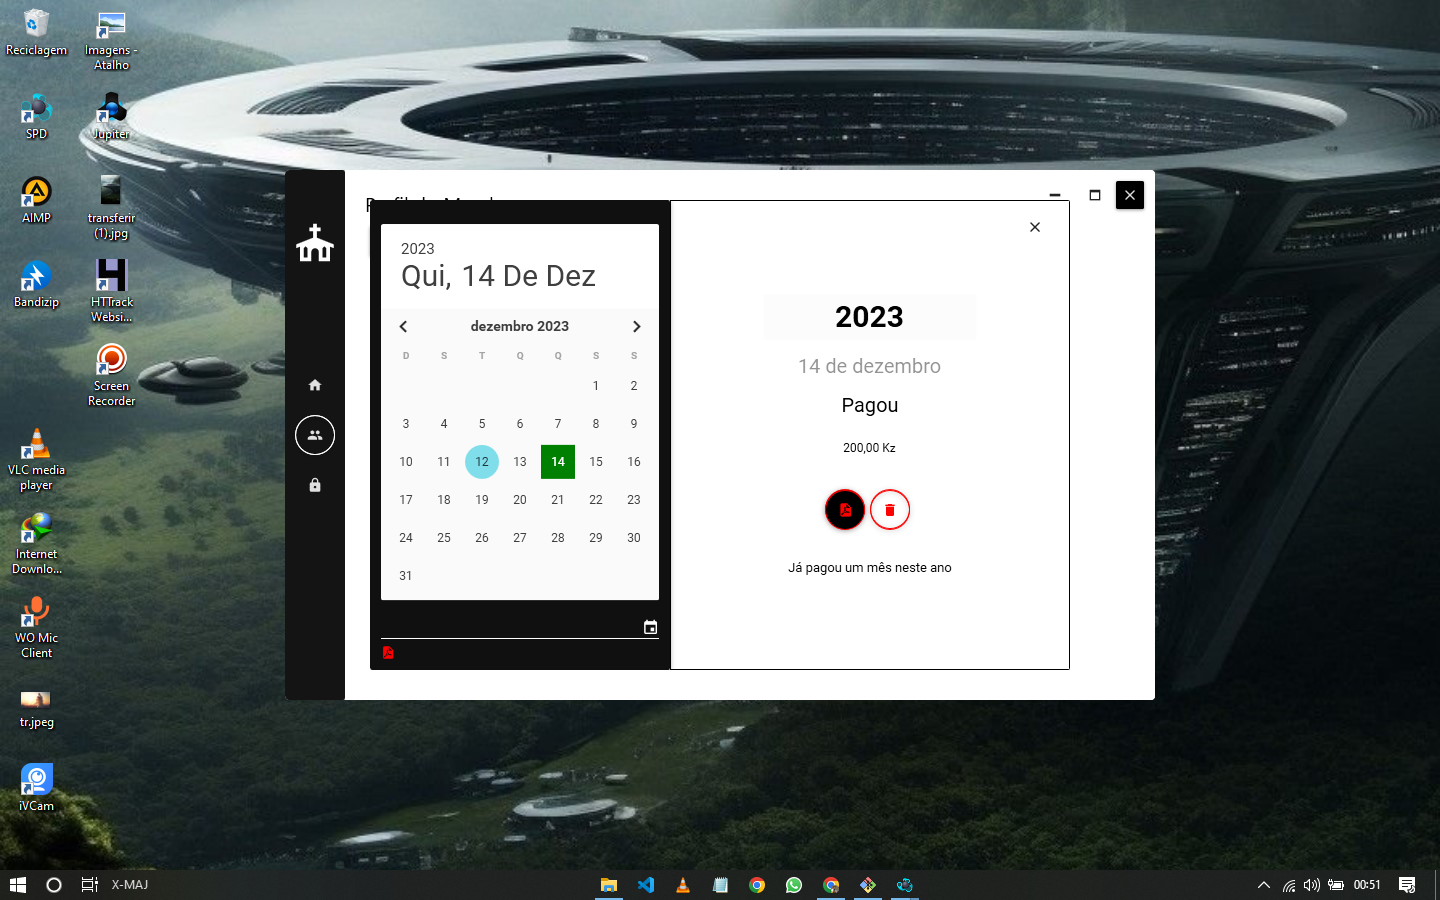 Reciclagem
Imagens -
Atalho
SPD
Jupiter
AIMP
transferir
(1).jpg
Bandizip
HTTrack
Websi...
Screen
Recorder
VLC media
player
Internet
Downlo...
WO Mic
Client
tr.jpeg
iVCam
2023
Qui, 14 De Dez
dezembro 2023
D S T Q Q S S
1 2
3 4 5 6 7 8 9
10 11 12 13 14 15 16
17 18 19 20 21 22 23
24 25 26 27 28 29 30
31
2023
14 de dezembro
Pagou
200,00 Kz
Já pagou um mês neste ano
X-MAJ
00:51